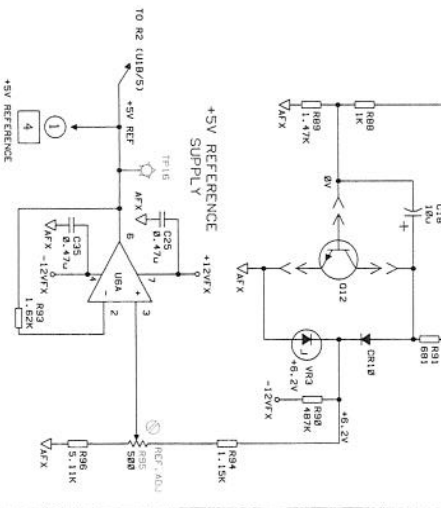 TO R2 (U1B/5)
+5V REFERENCE
4
1
+5V REF
TP16
+5V REFERENCE
SUPPLY
AFX
C35
0.47u
-12VFX
AFX
C25
0.47u
+12VFX
6
4
7
U6A
-
+
2
3
R93
1.62K
AFX
R96
5.11K
R95
500
REF. ADJ
R94
1.15K
AFX
R89
1.47K
R88
1K
0V
C18
10u
+
Q12
AFX
VR3
+6.2V
CR10
R91
681
-12VFX
R90
487K
+6.2V